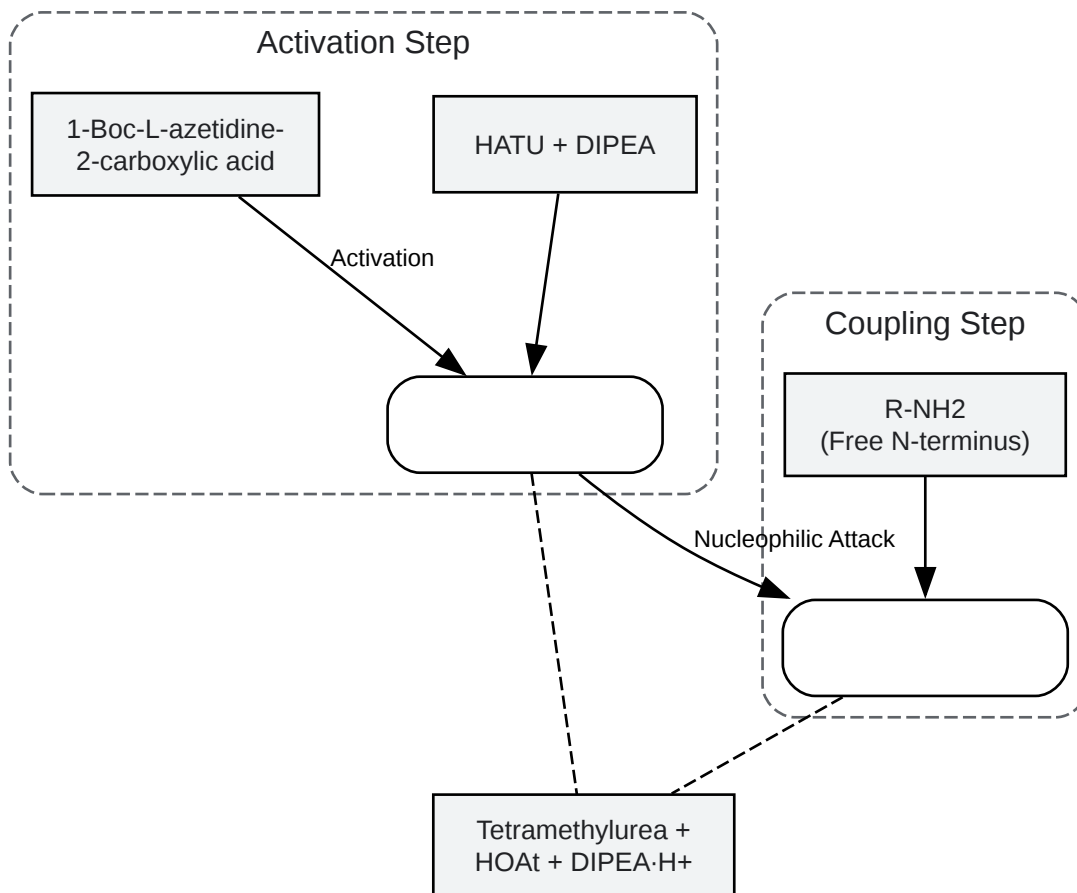 Activation Step
1-Boc-L-azetidine-
2-carboxylic acid
HATU + DIPEA
Activation
Coupling Step
R-NH2
(Free N-terminus)
Nucleophilic Attack
Tetramethylurea +
HOAt + DIPEA·H+